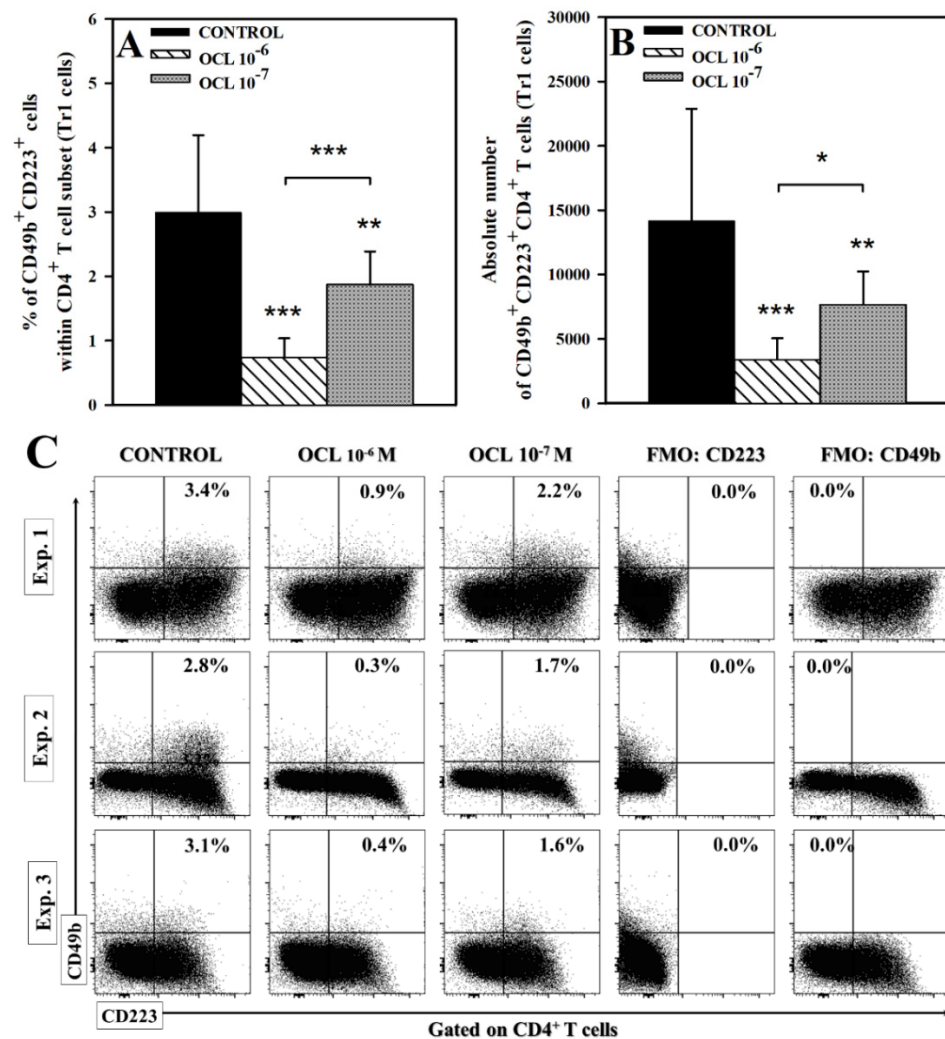 A
6
5
4
3
2
1
0
% of CD49b⁺CD223⁺ cells
within CD4⁺ T cell subset (Tr1 cells)
CONTROL
OCL 10⁻⁶
OCL 10⁻⁷
***
***
**
B
30000
25000
20000
15000
10000
5000
0
Absolute number
of CD49b⁺CD223⁺CD4⁺ T cells (Tr1 cells)
CONTROL
OCL 10⁻⁶
OCL 10⁻⁷
*
***
**
C
CONTROL OCL 10⁻⁶ M OCL 10⁻⁷ M FMO: CD223 FMO: CD49b
Exp. 1
3.4% 0.9% 2.2% 0.0% 0.0%
Exp. 2
2.8% 0.3% 1.7% 0.0% 0.0%
Exp. 3
3.1% 0.4% 1.6% 0.0% 0.0%
CD49b
CD223
Gated on CD4⁺ T cells